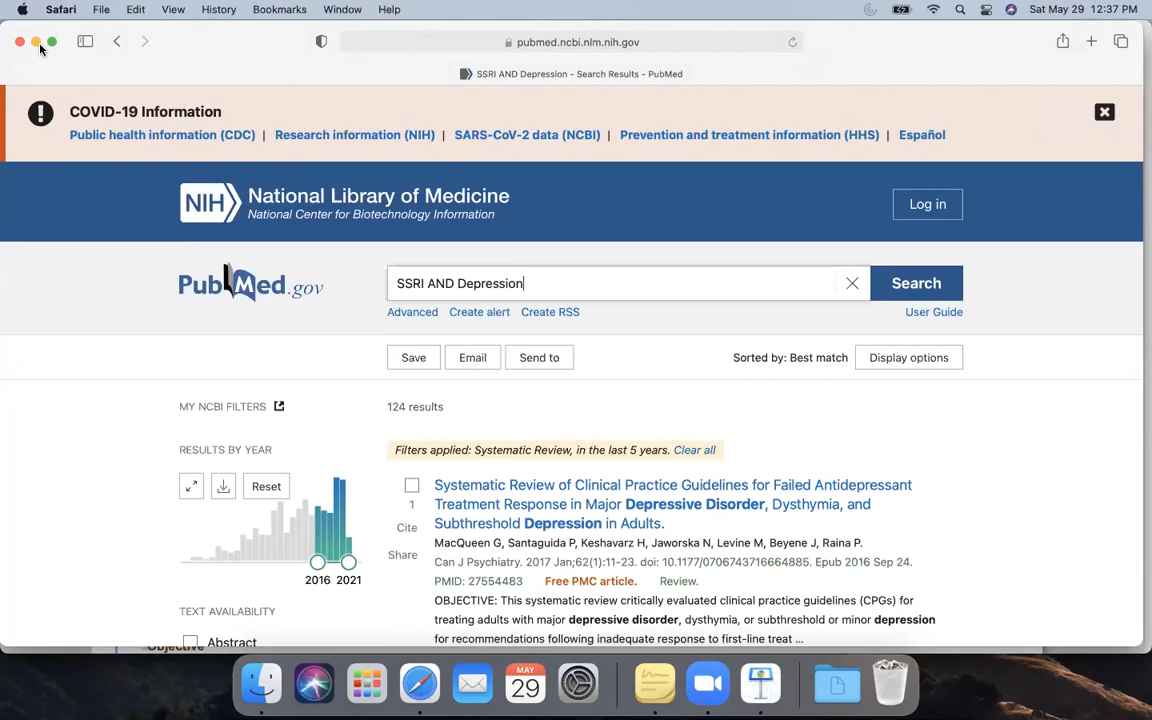 Safari File Edit View History Bookmarks Window Help Sat May 29 12:37 PM
pubmed.ncbi.nlm.nih.gov
SSRI AND Depression - Search Results - PubMed
COVID-19 Information
Public health information (CDC) | Research information (NIH) | SARS-CoV-2 data (NCBI) | Prevention and treatment information (HHS) | Español
NIH National Library of Medicine
National Center for Biotechnology Information
Log in
PubMed.gov
SSRI AND Depression
Search
Advanced Create alert Create RSS User Guide
Save Email Send to Sorted by: Best match Display options
MY NCBI FILTERS 124 results
RESULTS BY YEAR
Filters applied: Systematic Review, in the last 5 years. Clear all
Reset
2016 2021
TEXT AVAILABILITY
Abstract
1
Cite
Share
Systematic Review of Clinical Practice Guidelines for Failed Antidepressant
Treatment Response in Major Depressive Disorder, Dysthymia, and
Subthreshold Depression in Adults.
MacQueen G, Santaguida P, Keshavarz H, Jaworska N, Levine M, Beyene J, Raina P.
Can J Psychiatry. 2017 Jan;62(1):11-23. doi: 10.1177/0706743716664885. Epub 2016 Sep 24.
PMID: 27554483 Free PMC article. Review.
OBJECTIVE: This systematic review critically evaluated clinical practice guidelines (CPGs) for
treating adults with major depressive disorder, dysthymia, or subthreshold or minor depression
for recommendations following inadequate response to first-line treat ...
Objective
MAY
29